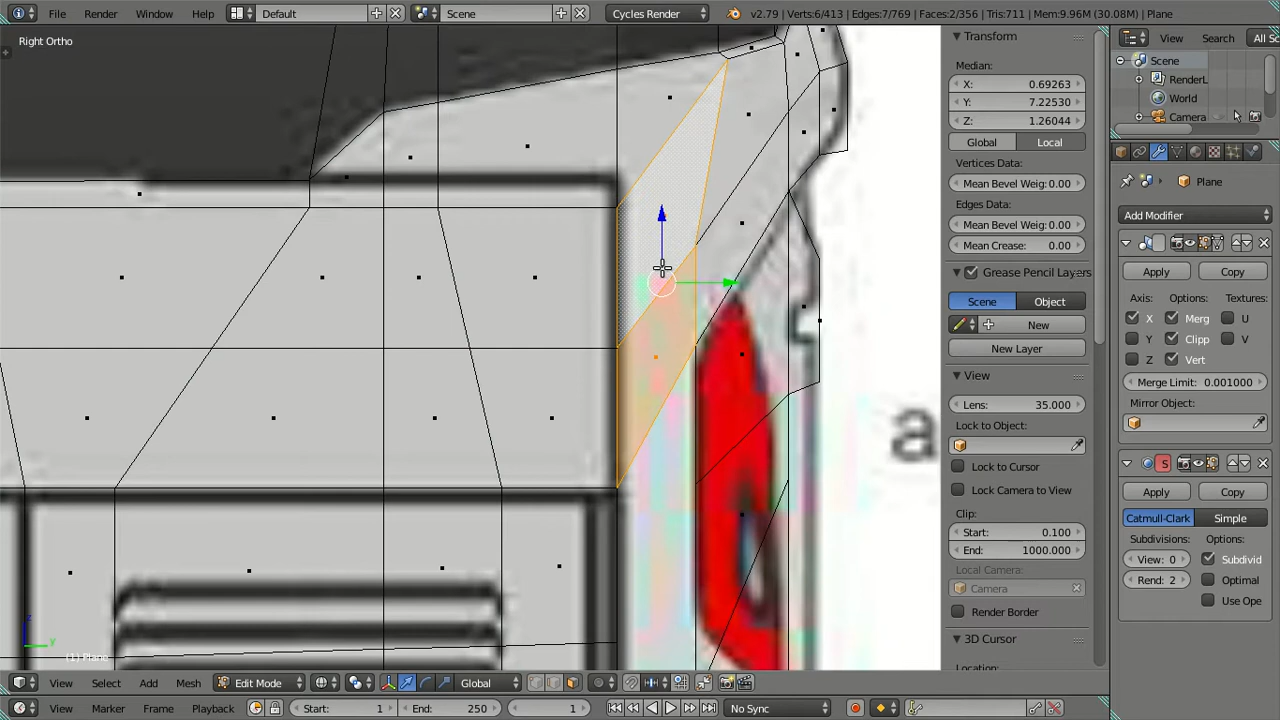 File Render Window Help Default Scene Cycles Render v2.79 | Verts:6/413 | Edges:7/769 | Faces:2/356 | Tris:711 | Mem:9.96M (30.08M) | Plane
Right Ortho
a
(1) Plane
z
y
Transform
Median:
X: 0.69263
Y: 7.22530
Z: 1.26044
Global Local
Vertices Data:
Mean Bevel Weig: 0.00
Edges Data:
Mean Bevel Weig: 0.00
Mean Crease: 0.00
Grease Pencil Layers
Scene Object
New
New Layer
View
Lens: 35.000
Lock to Object:
Lock to Cursor
Lock Camera to View
Clip:
Start: 0.100
End: 1000.000
Local Camera:
Camera
Render Border
3D Cursor
Location:
View Search All Sc
Scene
RenderL
World
Camera
Plane
Add Modifier
Apply Copy
Axis: Options: Textures:
X Merg U
Y Clipp V
Z Vert
Merge Limit: 0.001000
Mirror Object:
S
Apply Copy
Catmull-Clark Simple
Subdivisions: Options:
View: 0 Subdivid
Rend: 2 Optimal
Use Ope
View Select Add Mesh Edit Mode Global
View Marker Frame Playback Start: 1 End: 250 1 No Sync